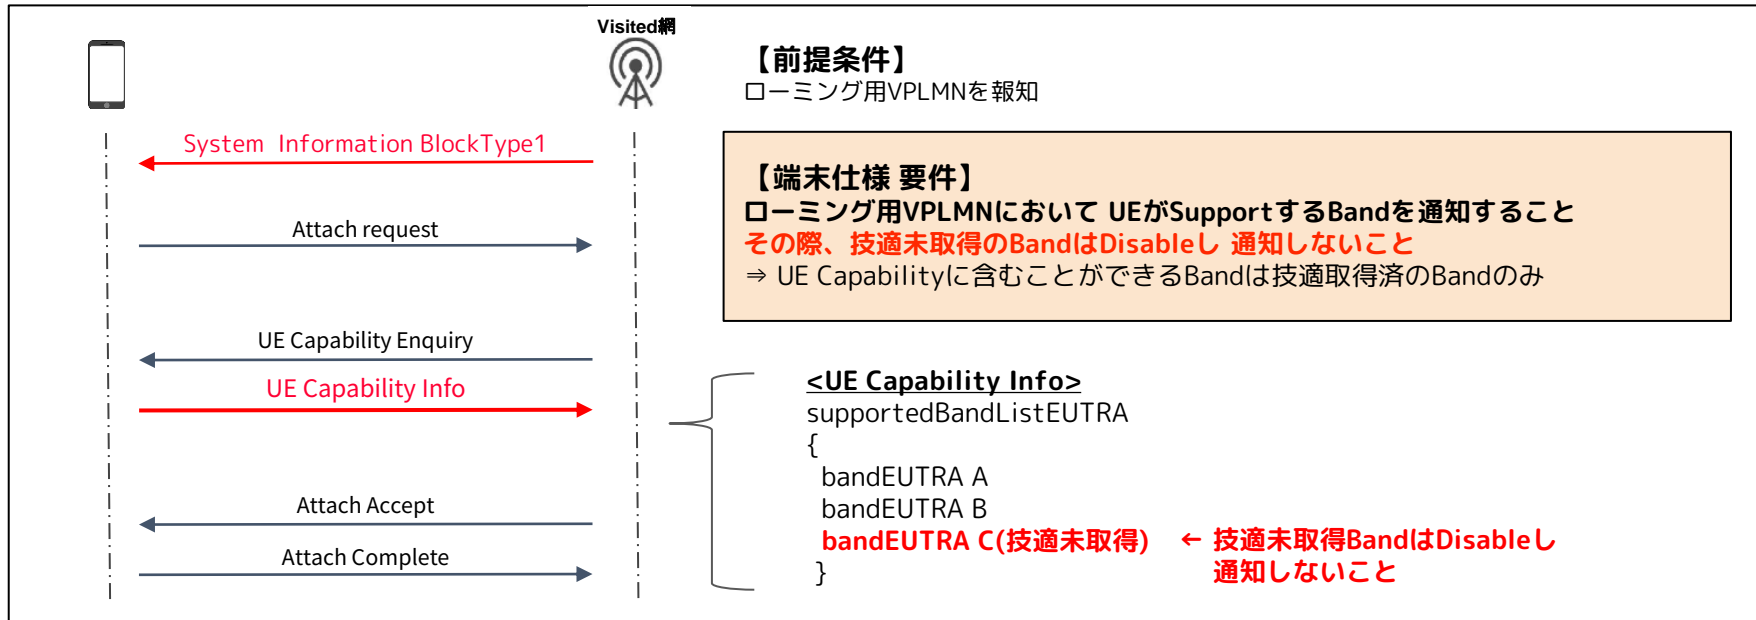 Visited網
【前提条件】
ローミング用VPLMNを報知
System Information BlockType1
【端末仕様 要件】
ローミング用VPLMNにおいて UEがSupportするBandを通知すること
その際、技適未取得のBandはDisableし 通知しないこと
⇒ UE Capabilityに含むことができるBandは技適取得済のBandのみ
Attach request
UE Capability Enquiry
UE Capability Info
<UE Capability Info>
supportedBandListEUTRA
{
bandEUTRA A
bandEUTRA B
bandEUTRA C(技適未取得) ← 技適未取得BandはDisableし
通知しないこと
}
Attach Accept
Attach Complete